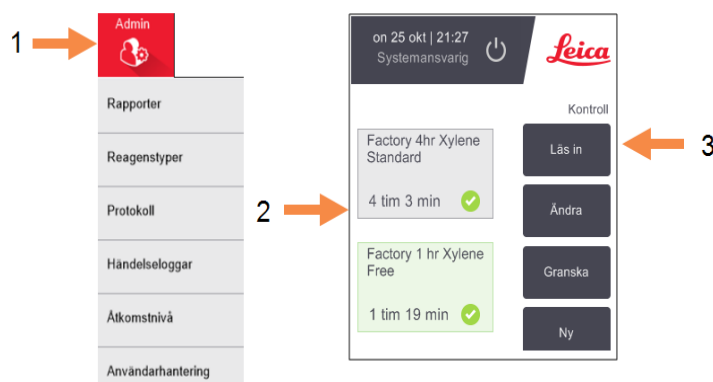 1
Admin
Rapporter
Reagenstyper
Protokoll
Händelseloggar
Åtkomstnivå
Användarhantering
2
on 25 okt | 21:27
Systemansvarig
Leica
Kontroll
Factory 4hr Xylene
Standard
4 tim 3 min
Factory 1 hr Xylene
Free
1 tim 19 min
Läs in
Ändra
Granska
Ny
3